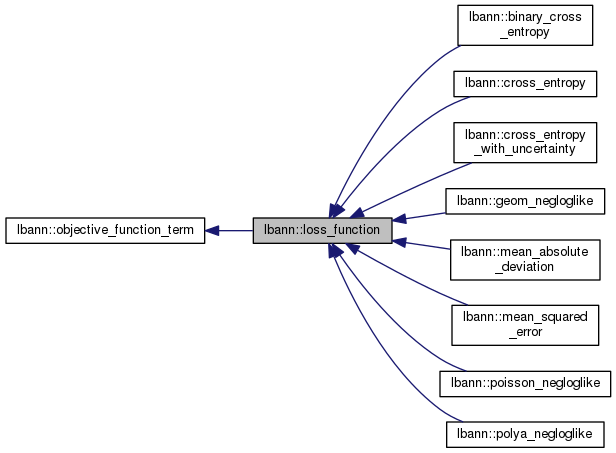 lbann::binary_cross
_entropy
lbann::cross_entropy
lbann::cross_entropy
_with_uncertainty
lbann::geom_negloglike
lbann::objective_function_term
lbann::loss_function
lbann::mean_absolute
_deviation
lbann::mean_squared
_error
lbann::poisson_negloglike
lbann::polya_negloglike